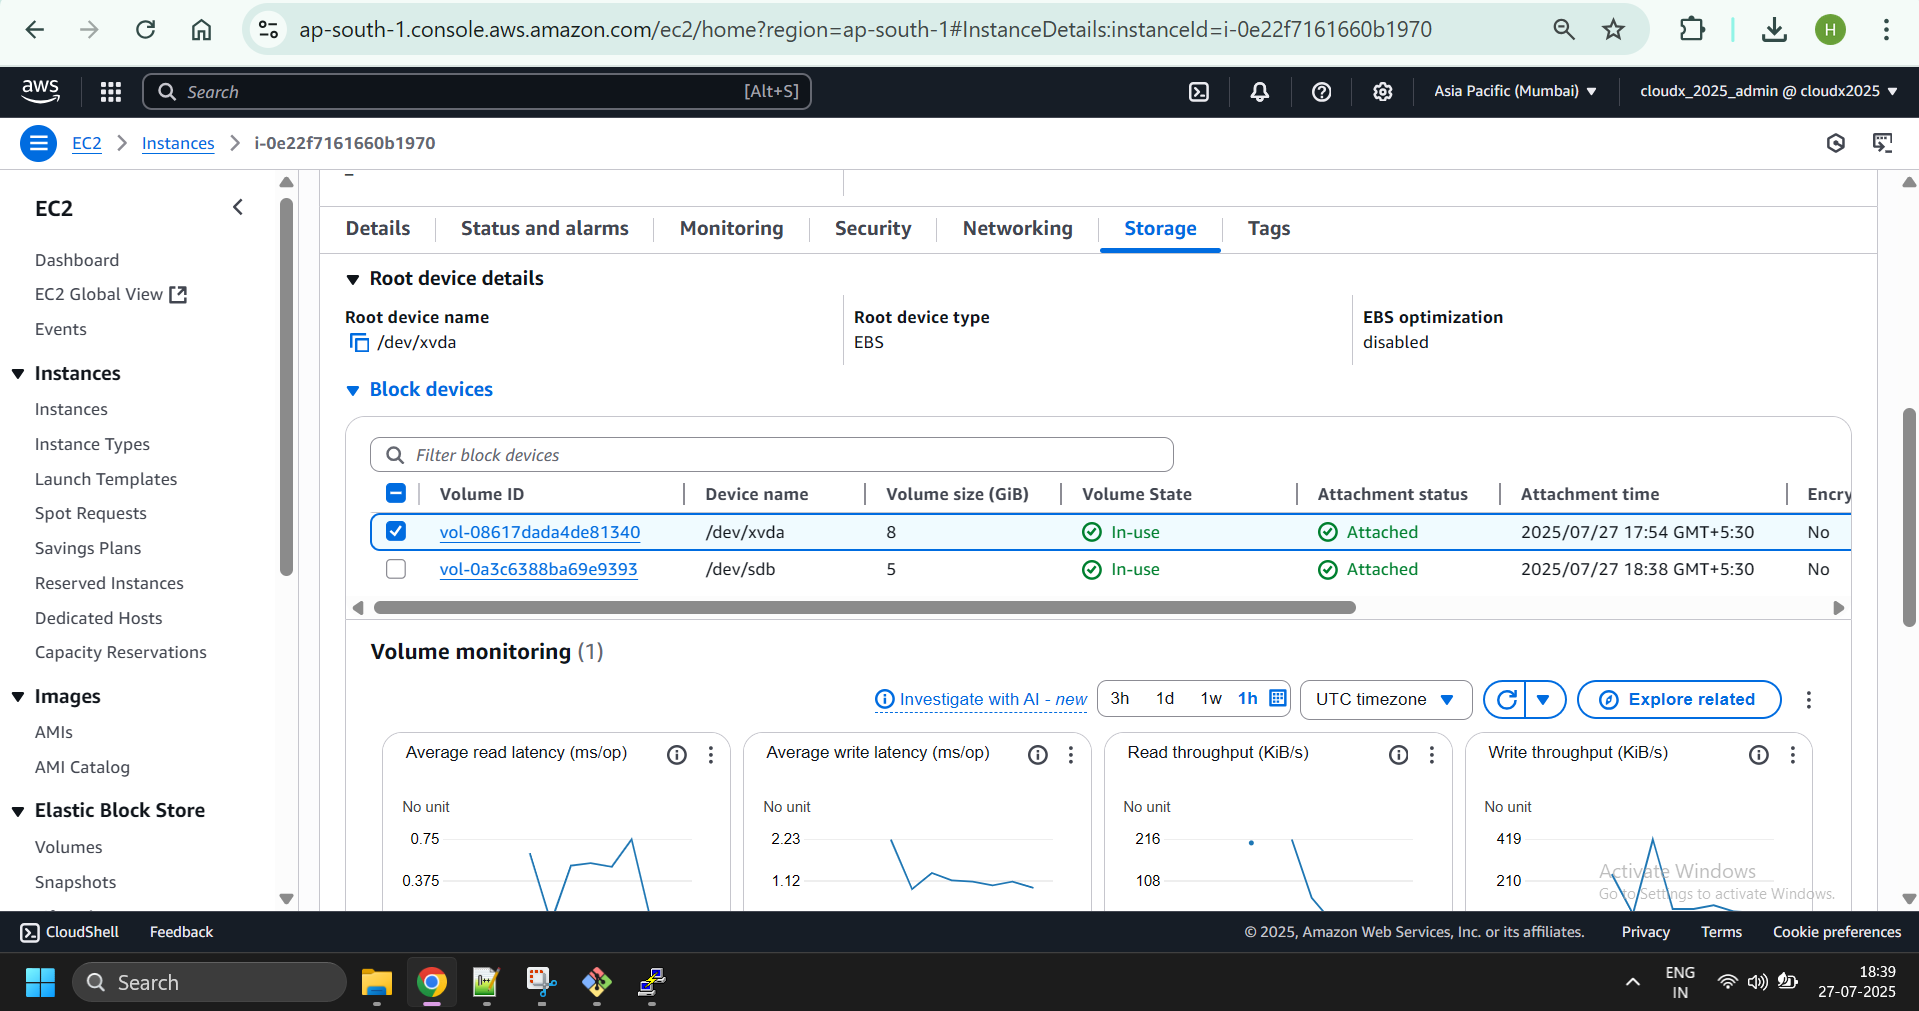 ap-south-1.console.aws.amazon.com/ec2/home?region=ap-south-1#InstanceDetails:instanceId=i-0e22f7161660b1970
H
aws
Search
[Alt+S]
Asia Pacific (Mumbai)
cloudx_2025_admin @ cloudx2025
EC2
Instances
i-0e22f7161660b1970
EC2
Dashboard
EC2 Global View
Events
Instances
Instances
Instance Types
Launch Templates
Spot Requests
Savings Plans
Reserved Instances
Dedicated Hosts
Capacity Reservations
Images
AMIs
AMI Catalog
Elastic Block Store
Volumes
Snapshots
–
Details
Status and alarms
Monitoring
Security
Networking
Storage
Tags
Root device details
Root device name
/dev/xvda
Root device type
EBS
EBS optimization
disabled
Block devices
Filter block devices
Volume ID Device name Volume size (GiB) Volume State Attachment status Attachment time Encry
vol-08617dada4de81340 /dev/xvda 8 In-use Attached 2025/07/27 17:54 GMT+5:30 No
vol-0a3c6388ba69e9393 /dev/sdb 5 In-use Attached 2025/07/27 18:38 GMT+5:30 No
Volume monitoring (1)
Investigate with AI - new
3h 1d 1w 1h
UTC timezone
Explore related
Average read latency (ms/op)
No unit
0.75
0.375
Average write latency (ms/op)
No unit
2.23
1.12
Read throughput (KiB/s)
No unit
216
108
Write throughput (KiB/s)
No unit
419
210
Activate Windows
Go to Settings to activate Windows.
CloudShell
Feedback
© 2025, Amazon Web Services, Inc. or its affiliates.
Privacy
Terms
Cookie preferences
Search
ENG
IN
18:39
27-07-2025